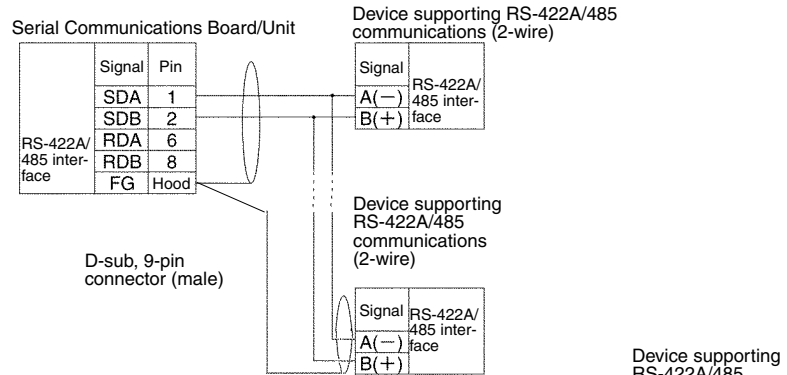 Serial Communications Board/Unit
Device supporting RS-422A/485
communications (2-wire)
Signal Pin
SDA 1
SDB 2
RDA 6
RDB 8
FG Hood
RS-422A/
485 inter-
face
Signal
A(−)
B(+)
RS-422A/
485 inter-
face
D-sub, 9-pin
connector (male)
Device supporting
RS-422A/485
communications
(2-wire)
Signal
A(−)
B(+)
RS-422A/
485 inter-
face
Device supporting
RS-422A/485